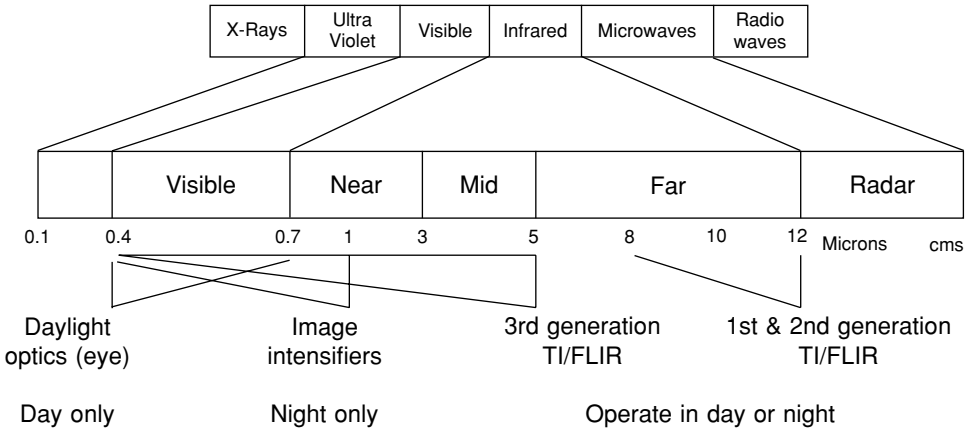 X-Rays Ultra Violet Visible Infrared Microwaves Radio waves
Visible Near Mid Far Radar
0.1 0.4 0.7 1 3 5 8 10 12 Microns cms
Daylight optics (eye)
Image intensifiers
3rd generation TI/FLIR
1st & 2nd generation TI/FLIR
Day only Night only Operate in day or night